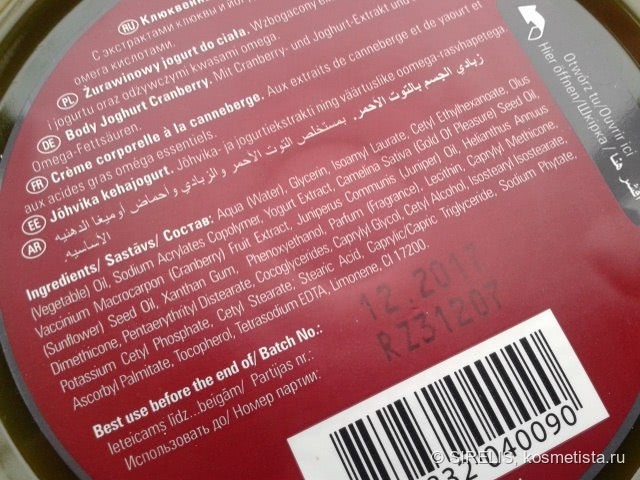 RU Клюквенн
С экстрактами клюквы и йог
омега кислотами.
PL Żurawinowy jogurt do ciała. Wzbogacony
i jogurtu oraz odżywczymi kwasami omega.
DE Body Joghurt Cranberry. Mit Cranberry- und Joghurt-Extrakt und
Omega-Fettsäuren.
FR Crème corporelle à la canneberge. Aux extraits de canneberge et de yaourt et
aux acides gras oméga essentiels.
EE Jõhvika kehajogurt. Jõhvika- ja jogurtiekstrakti ning väärtuslike oomega-rasvhapetega.
AR زبادي الجسم بالتوت الأحمر. بمستخلص التوت الأحمر والزبادي وأحماض أوميغا الدهنية
الأساسية.
Otwórz tu/Ouvrir ici
Hier öffnen/Шкірка/
Ingredients/ Sastāvs/ Состав: Aqua (Water), Glycerin, Isoamyl Laurate, Cetyl Ethylhexanoate, Olus
(Vegetable) Oil, Sodium Acrylates Copolymer, Yogurt Extract, Camelina Sativa (Gold Of Pleasure) Seed Oil,
Vaccinium Macrocarpon (Cranberry) Fruit Extract, Juniperus Communis (Juniper) Oil, Helianthus Annuus
(Sunflower) Seed Oil, Xanthan Gum, Phenoxyethanol, Parfum (Fragrance), Lecithin, Caprylyl Methicone,
Dimethicone, Pentaerythrityl Distearate, Cocoglycerides, Caprylyl Glycol, Cetyl Alcohol, Isostearyl Isostearate,
Potassium Cetyl Phosphate, Cetyl Stearate, Stearic Acid, Caprylic/Capric Triglyceride, Sodium Phytate,
Ascorbyl Palmitate, Tocopherol, Tetrasodium EDTA, Limonene, CI 17200.
12.2017
RZ31207
Best use before the end of/ Batch No.:
Ieteicams līdz...beigām/ Partijas nr.:
Использовать до/ Номер партии:
832 040090
© SIRELIS, kosmetista.ru